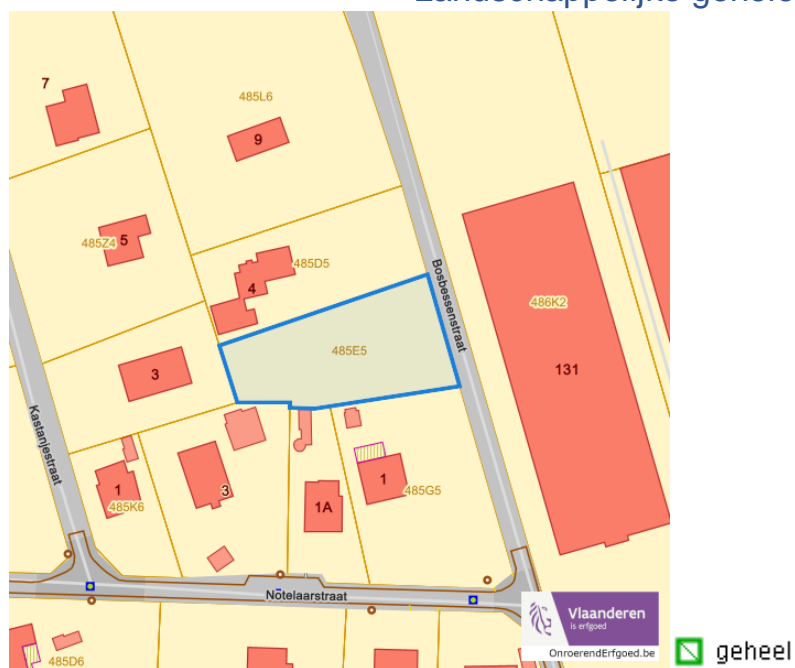 7
485L6
9
485Z4
5
485D5
4
Bosbessenstraat
486K2
485E5
131
3
Kastanjestraat
1
485K6
3
1A
1
485G5
Notelaarstraat
485D6
Vlaanderen
is erfgoed
OnroerendErfgoed.be
geheel